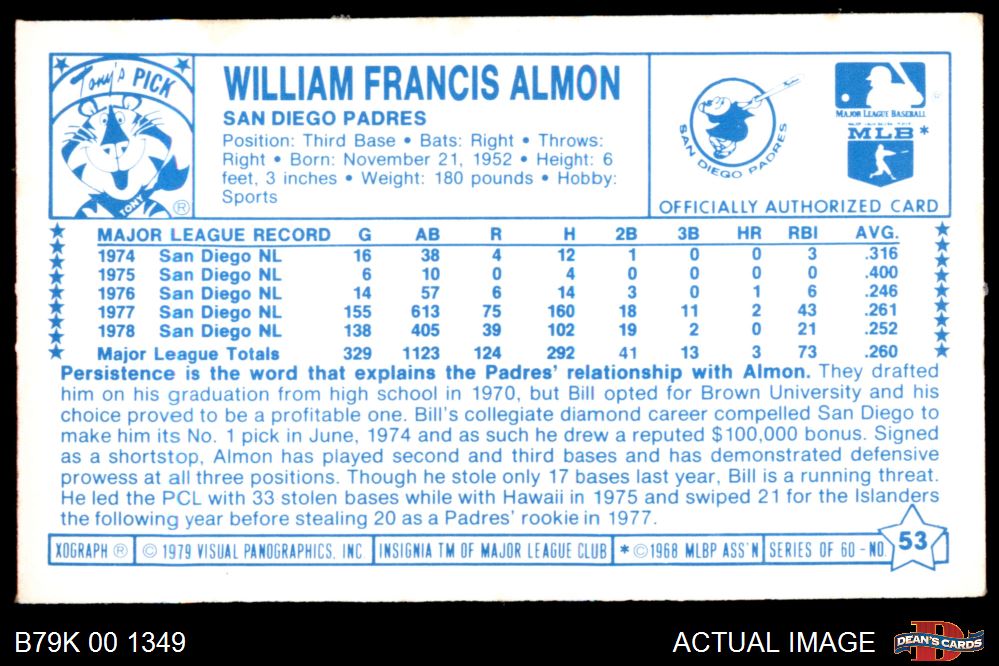 Tony's PICK
TONY
®
WILLIAM FRANCIS ALMON
SAN DIEGO PADRES
Position: Third Base • Bats: Right • Throws:
Right • Born: November 21, 1952 • Height: 6
feet, 3 inches • Weight: 180 pounds • Hobby:
Sports
SAN DIEGO PADRES
MAJOR LEAGUE BASEBALL
MLB *
OFFICIALLY AUTHORIZED CARD
MAJOR LEAGUE RECORD G AB R H 2B 3B HR RBI AVG.
1974 San Diego NL 16 38 4 12 1 0 0 3 .316
1975 San Diego NL 6 10 0 4 0 0 0 0 .400
1976 San Diego NL 14 57 6 14 3 0 1 6 .246
1977 San Diego NL 155 613 75 160 18 11 2 43 .261
1978 San Diego NL 138 405 39 102 19 2 0 21 .252
Major League Totals 329 1123 124 292 41 13 3 73 .260
Persistence is the word that explains the Padres' relationship with Almon. They drafted
him on his graduation from high school in 1970, but Bill opted for Brown University and his
choice proved to be a profitable one. Bill's collegiate diamond career compelled San Diego to
make him its No. 1 pick in June, 1974 and as such he drew a reputed $100,000 bonus. Signed
as a shortstop, Almon has played second and third bases and has demonstrated defensive
prowess at all three positions. Though he stole only 17 bases last year, Bill is a running threat.
He led the PCL with 33 stolen bases while with Hawaii in 1975 and swiped 21 for the Islanders
the following year before stealing 20 as a Padres' rookie in 1977.
XOGRAPH ® © 1979 VISUAL PANOGRAPHICS, INC. INSIGNIA TM OF MAJOR LEAGUE CLUB * ©1968 MLBP ASS'N SERIES OF 60 - NO. 53
B79K 00 1349 ACTUAL IMAGE DEAN'S CARDS